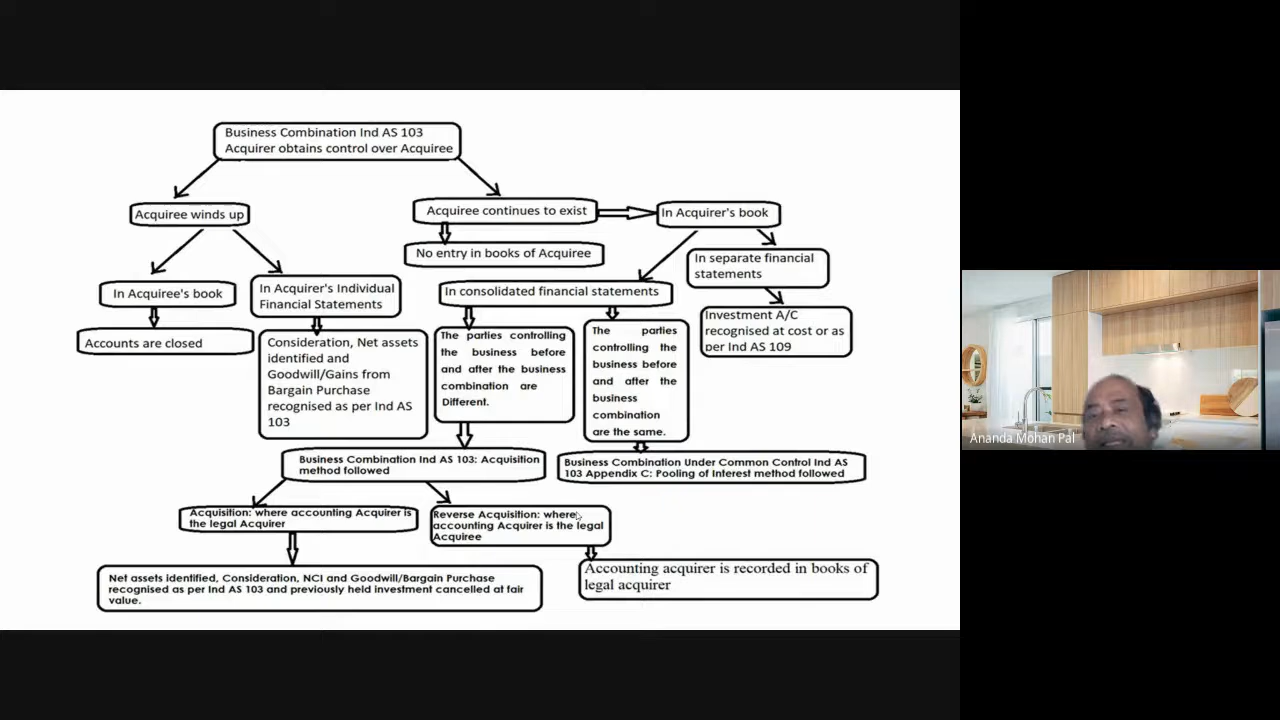 Business Combination Ind AS 103
Acquirer obtains control over Acquiree
Acquiree winds up
Acquiree continues to exist
In Acquirer's book
No entry in books of Acquiree
In separate financial
statements
In Acquiree's book
In Acquirer's Individual
Financial Statements
In consolidated financial statements
Investment A/C
recognised at cost or as
per Ind AS 109
Accounts are closed
Consideration, Net assets
identified and
Goodwill/Gains from
Bargain Purchase
recognised as per Ind AS
103
The parties controlling
the business before
and after the business
combination are
Different.
The parties
controlling the
business before
and after the
business
combination
are the same.
Business Combination Ind AS 103: Acquisition
method followed
Business Combination Under Common Control Ind AS
103 Appendix C: Pooling of Interest method followed
Acquisition: where accounting Acquirer is
the legal Acquirer
Reverse Acquisition: where
accounting Acquirer is the legal
Acquiree
Net assets identified, Consideration, NCI and Goodwill/Bargain Purchase
recognised as per Ind AS 103 and previously held investment cancelled at fair
value.
Accounting acquirer is recorded in books of
legal acquirer
Ananda Mohan Pal